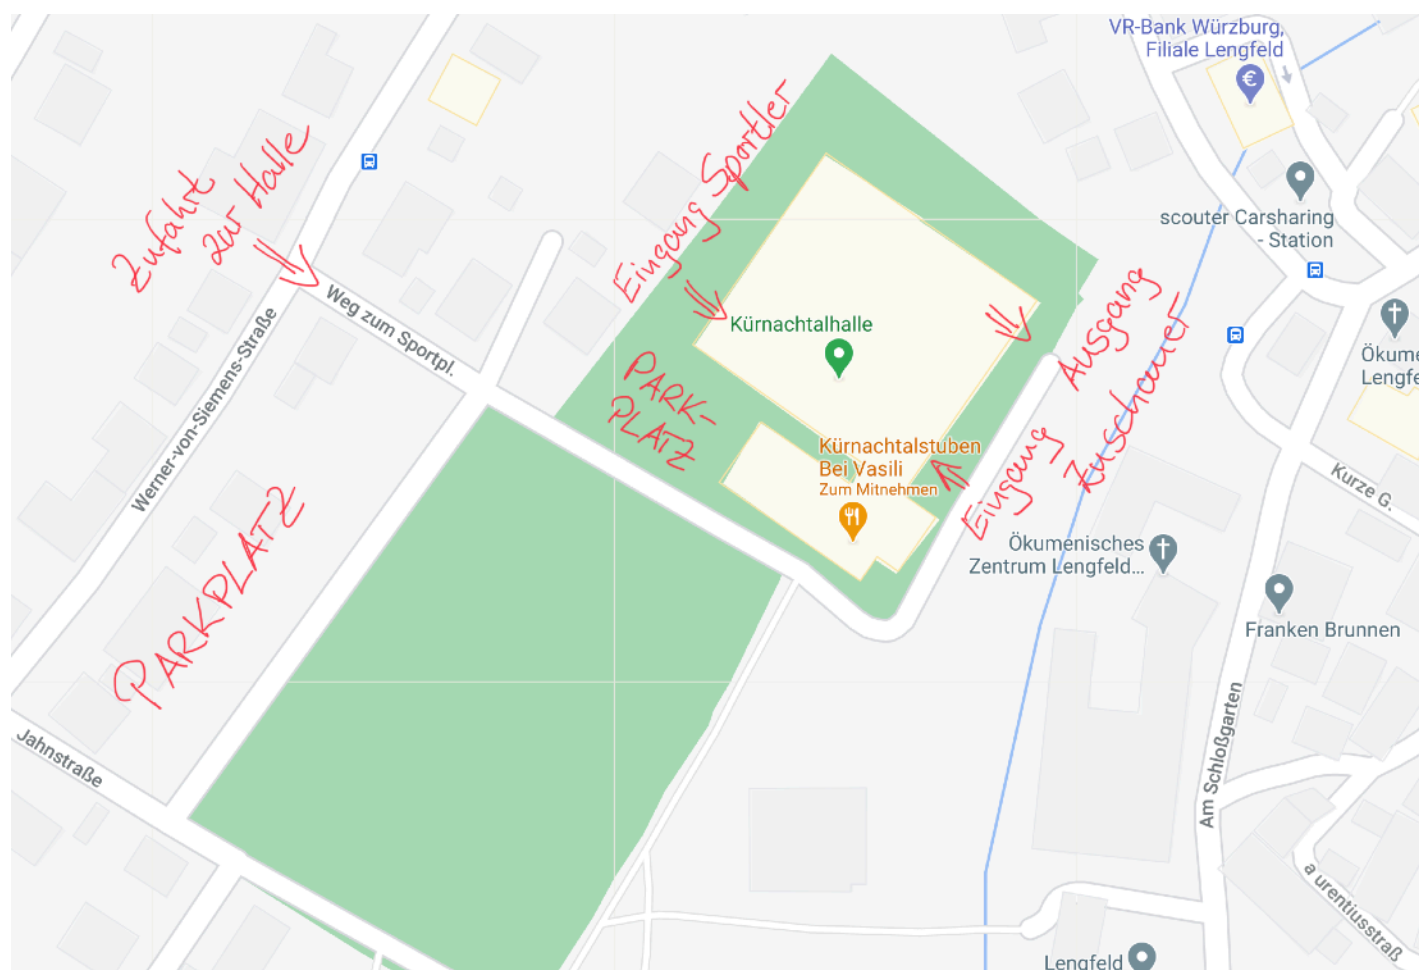 VR-Bank Würzburg,
Filiale Lengfeld
€
scouter Carsharing
- Station
Zufahrt
zur Halle
Eingang Sportler
Weg zum Sportpl.
Werner-von-Siemens-Straße
Kürnachtalhalle
PARK-
PLATZ
Ausgang
Eingang
Zuschauer
Ökume
Lengfe
Kürnachtalstuben
Bei Vasili
Zum Mitnehmen
Kurze G.
PARKPLATZ
Ökumenisches
Zentrum Lengfeld...
Franken Brunnen
Jahnstraße
Am Schloßgarten
a urentiusstraß
Lengfeld